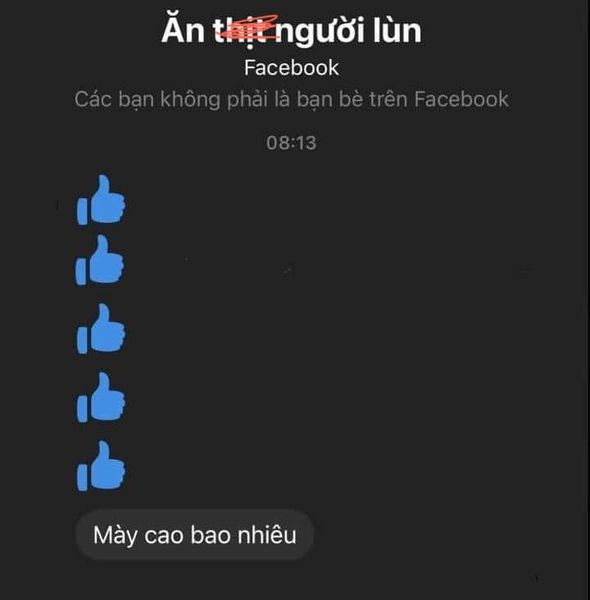 Ăn thịt người lùn
Facebook
Các bạn không phải là bạn bè trên Facebook
08:13
Mày cao bao nhiêu